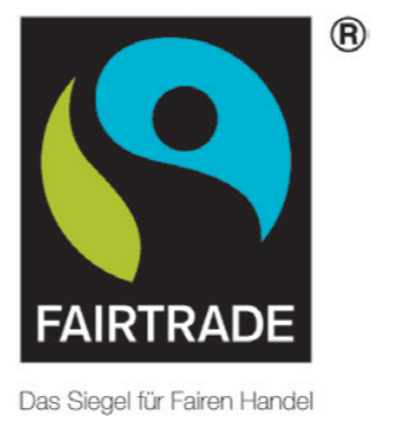 ®
FAIRTRADE
Das Siegel für Fairen Handel